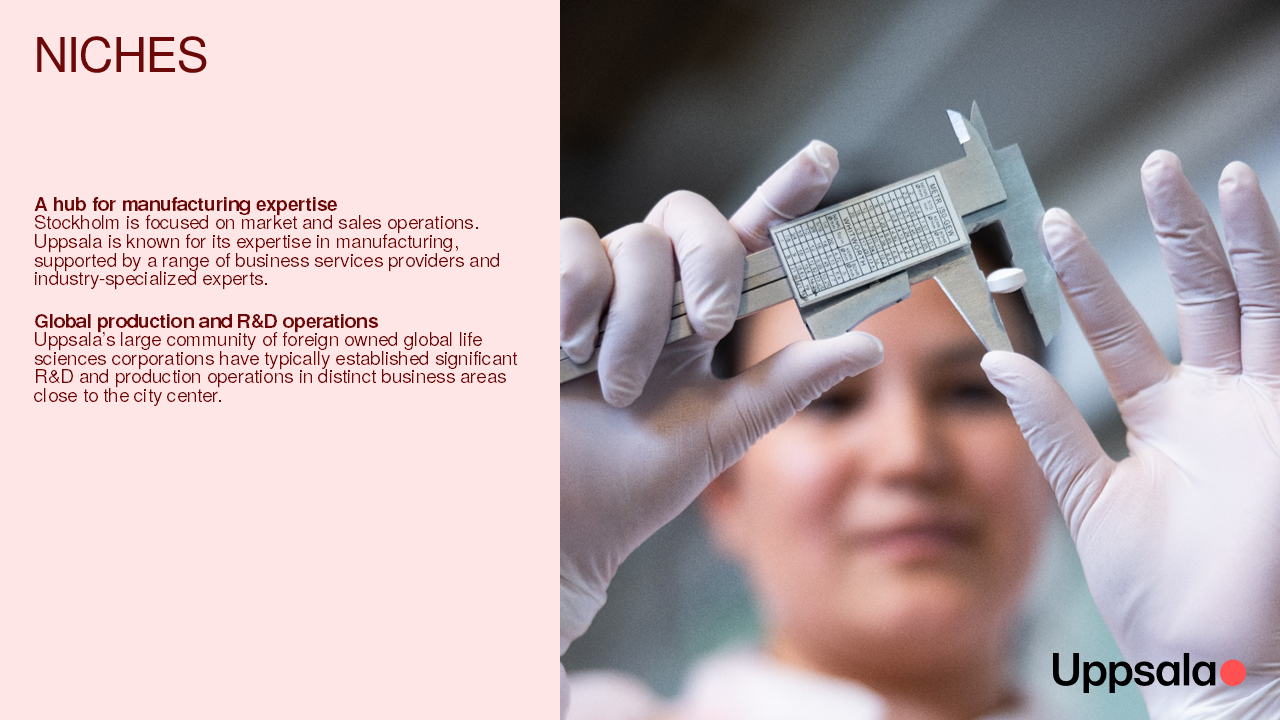 NICHES
A hub for manufacturing expertise
Stockholm is focused on market and sales operations.
Uppsala is known for its expertise in manufacturing,
supported by a range of business services providers and
industry-specialized experts.
Global production and R&D operations
Uppsala's large community of foreign owned global life
sciences corporations have typically established significant
R&D and production operations in distinct business areas
close to the city center.
Uppsala